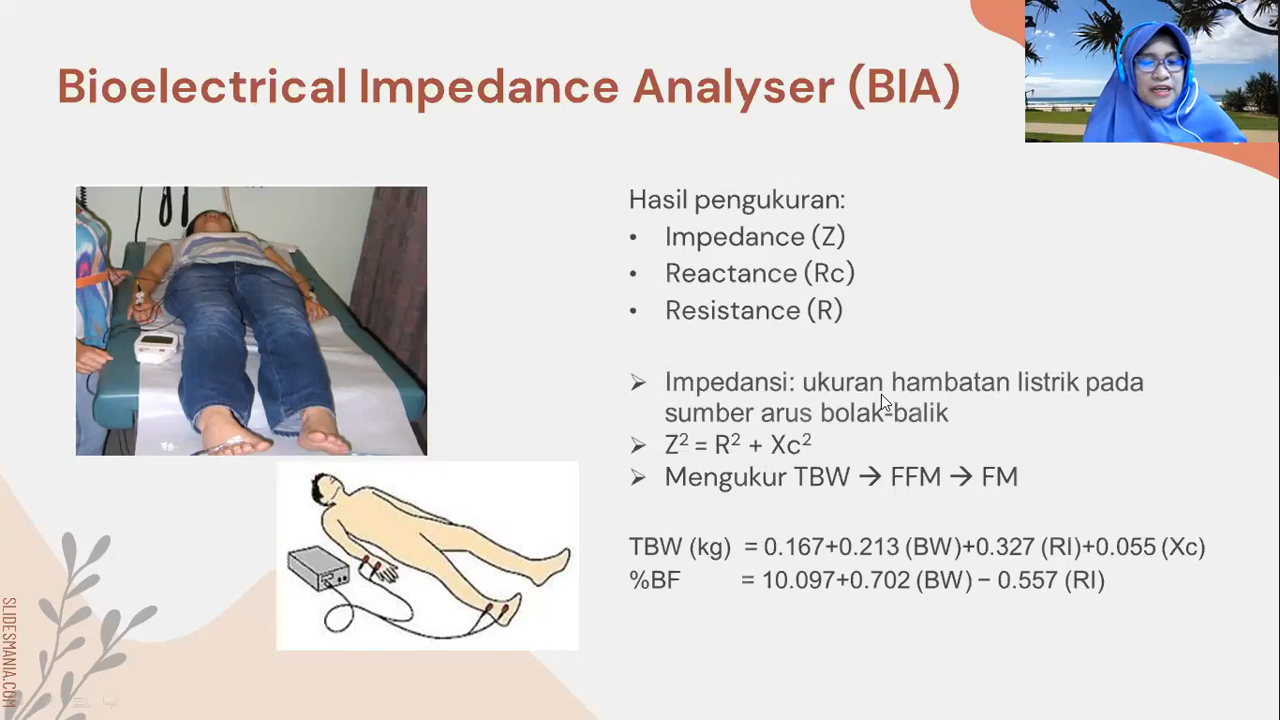 Bioelectrical Impedance Analyser (BIA)
Hasil pengukuran:
• Impedance (Z)
• Reactance (Rc)
• Resistance (R)
➢ Impedansi: ukuran hambatan listrik pada
sumber arus bolak-balik
➢ Z² = R² + Xc²
➢ Mengukur TBW → FFM → FM
TBW (kg) = 0.167+0.213 (BW)+0.327 (RI)+0.055 (Xc)
%BF = 10.097+0.702 (BW) − 0.557 (RI)
SLIDESMANIA.COM